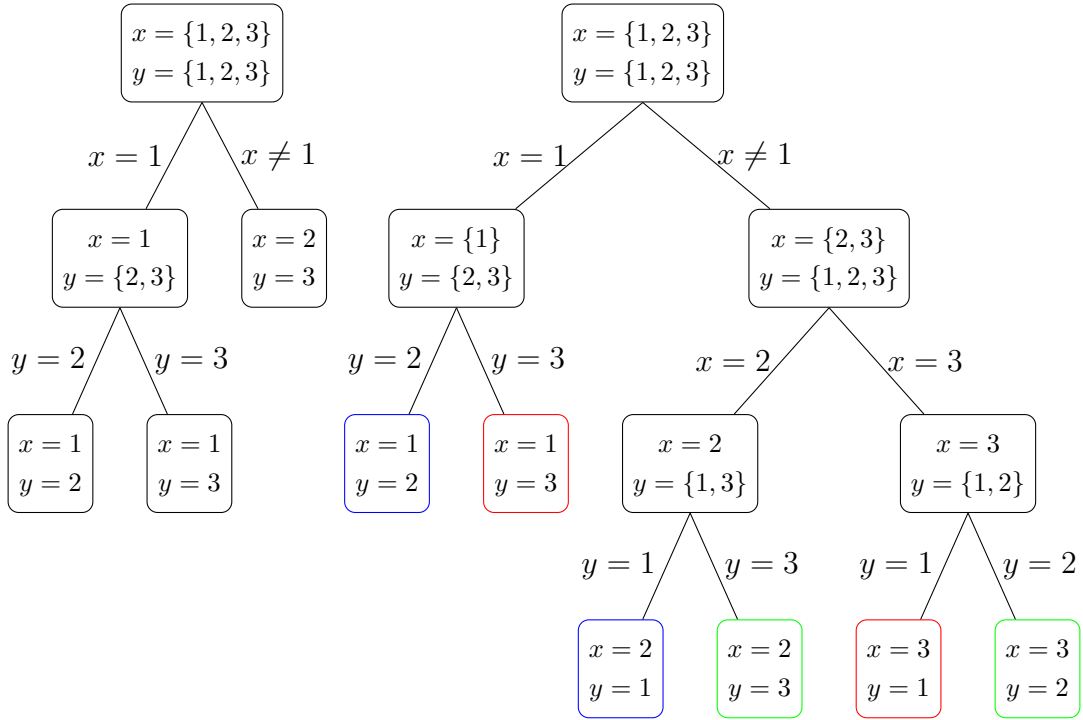 x = {1, 2, 3}
y = {1, 2, 3}
x = 1
x ≠ 1
x = 1
y = {2, 3}
x = 2
y = 3
y = 2
y = 3
x = 1
y = 2
x = 1
y = 3
x = {1, 2, 3}
y = {1, 2, 3}
x = 1
x ≠ 1
x = {1}
y = {2, 3}
x = {2, 3}
y = {1, 2, 3}
y = 2
y = 3
x = 2
x = 3
x = 1
y = 2
x = 1
y = 3
x = 2
y = {1, 3}
x = 3
y = {1, 2}
y = 1
y = 3
y = 1
y = 2
x = 2
y = 1
x = 2
y = 3
x = 3
y = 1
x = 3
y = 2